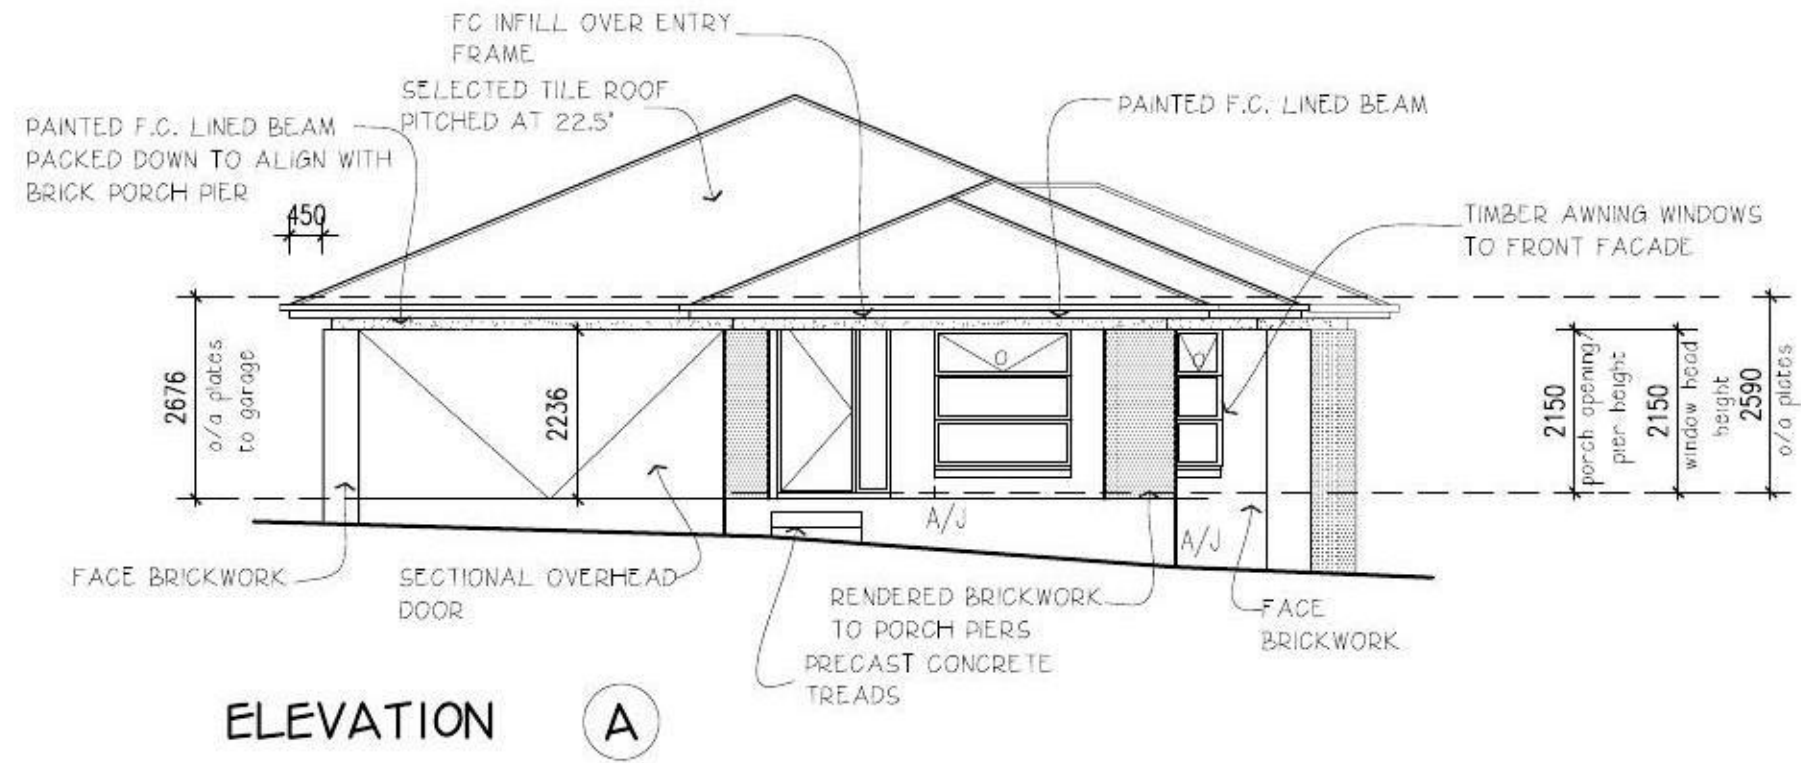 FC INFILL OVER ENTRY
FRAME
SELECTED TILE ROOF
PITCHED AT 22.5°
PAINTED F.C. LINED BEAM
PACKED DOWN TO ALIGN WITH
BRICK PORCH PIER
450
PAINTED F.C. LINED BEAM
TIMBER AWNING WINDOWS
TO FRONT FACADE
2676
o/a plates
to garage
2236
O
O
2150
porch opening/
pier height
2150
window head
height
2590
o/a plates
A/J
A/J
FACE BRICKWORK
SECTIONAL OVERHEAD
DOOR
RENDERED BRICKWORK
TO PORCH PIERS
PRECAST CONCRETE
TREADS
FACE
BRICKWORK
ELEVATION A